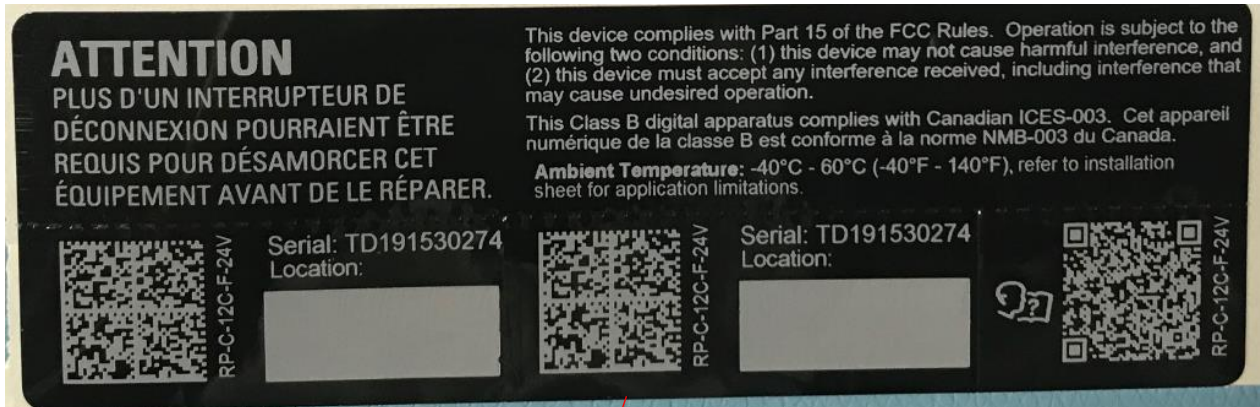 ATTENTION
PLUS D'UN INTERRUPTEUR DE
DÉCONNEXION POURRAIENT ÊTRE
REQUIS POUR DÉSAMORCER CET
ÉQUIPEMENT AVANT DE LE RÉPARER.
This device complies with Part 15 of the FCC Rules. Operation is subject to the
following two conditions: (1) this device may not cause harmful interference, and
(2) this device must accept any interference received, including interference that
may cause undesired operation.
This Class B digital apparatus complies with Canadian ICES-003. Cet appareil
numérique de la classe B est conforme à la norme NMB-003 du Canada.
Ambient Temperature: -40°C - 60°C (-40°F - 140°F), refer to installation
sheet for application limitations.
RP-C-12C-F-24V
Serial: TD191530274
Location:
RP-C-12C-F-24V
Serial: TD191530274
Location:
?
RP-C-12C-F-24V